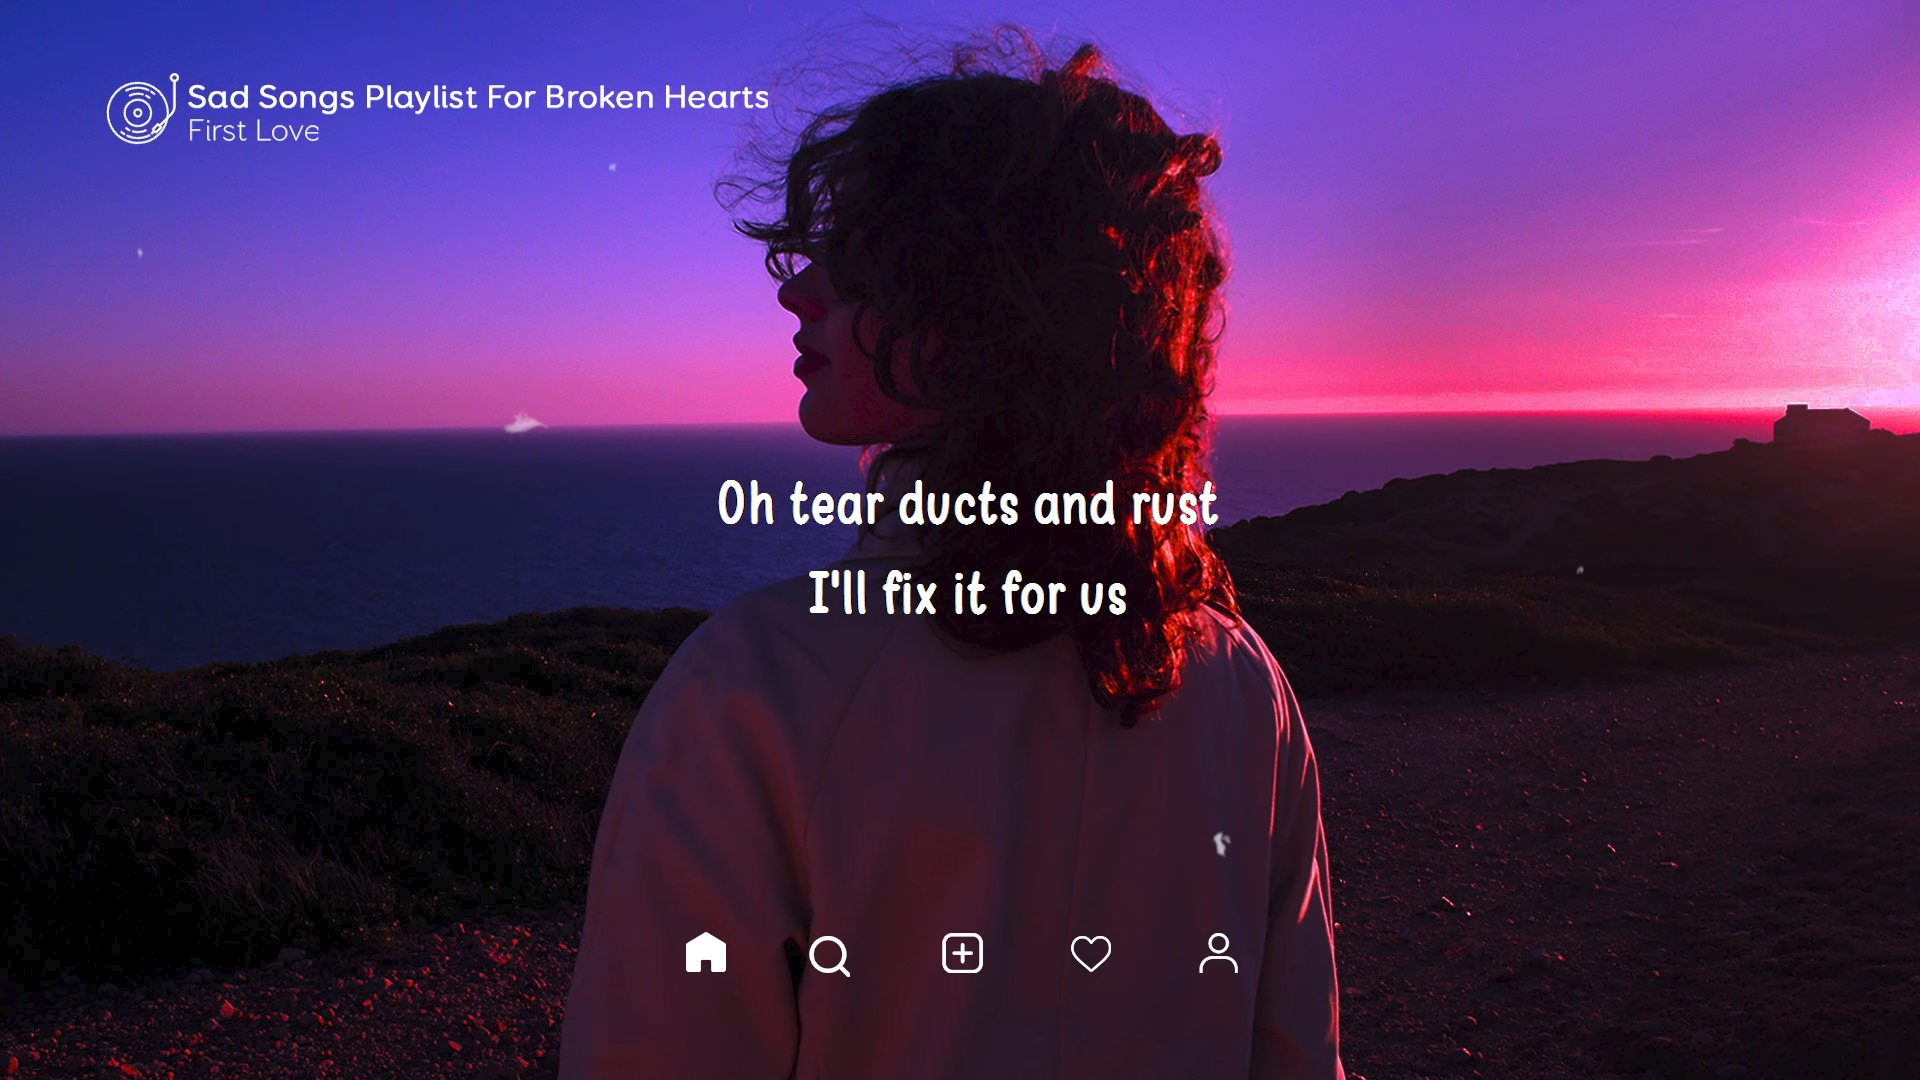 Sad Songs Playlist For Broken Hearts
First Love
Oh tear ducts and rust
I'll fix it for us